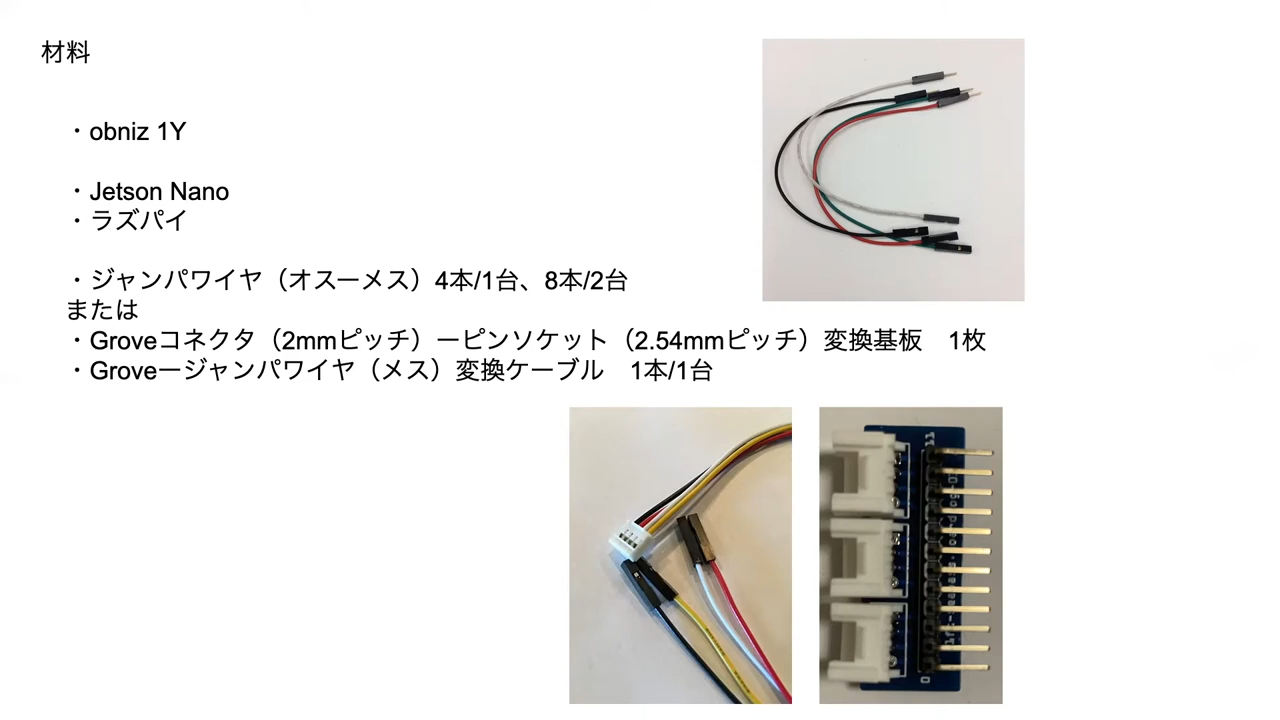 材料
・obniz 1Y
・Jetson Nano
・ラズパイ
・ジャンパワイヤ（オスーメス）4本/1台、8本/2台
または
・Groveコネクタ（2mmピッチ）ーピンソケット（2.54mmピッチ）変換基板　1枚
・Groveージャンパワイヤ（メス）変換ケーブル　1本/1台
11
0